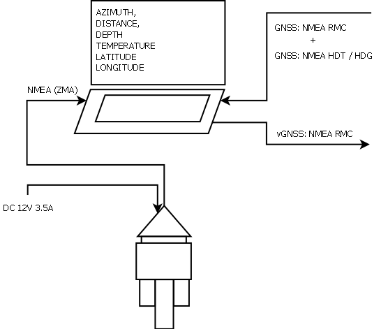 AZIMUTH,
DISTANCE,
DEPTH
TEMPERATURE
LATITUDE
LONGITUDE
GNSS: NMEA RMC
+
GNSS: NMEA HDT / HDG
NMEA (ZMA)
vGNSS: NMEA RMC
DC 12V 3.5A